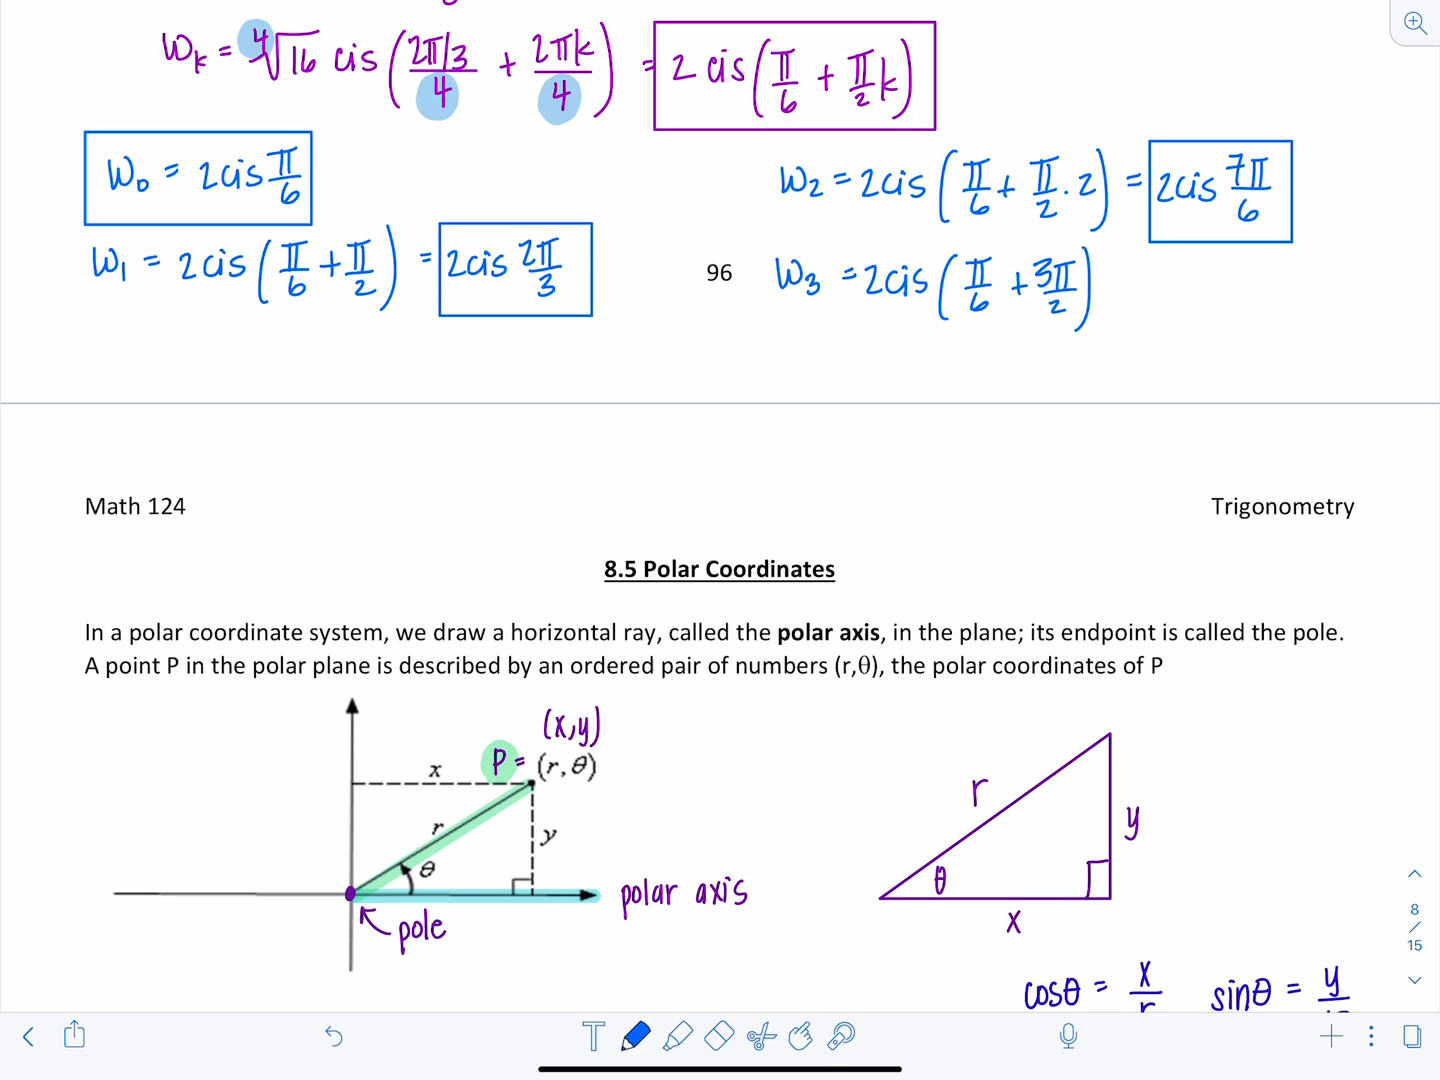 Wk = ⁴√16 cis (2π/3 / 4 + 2πk / 4) = 2 cis (π/6 + π/2 k)
W₀ = 2cis π/6
W₁ = 2cis (π/6 + π/2) = 2cis 2π/3
W₂ = 2cis (π/6 + π/2 · 2) = 2cis 7π/6
96
W₃ = 2cis (π/6 + 3π/2)
Math 124
Trigonometry
8.5 Polar Coordinates
In a polar coordinate system, we draw a horizontal ray, called the polar axis, in the plane; its endpoint is called the pole.
A point P in the polar plane is described by an ordered pair of numbers (r,θ), the polar coordinates of P
(x,y)
P = (r, θ)
x
r
y
θ
polar axis
pole
r
y
θ
x
cosθ = x/r
sinθ = y
8
/
15
T